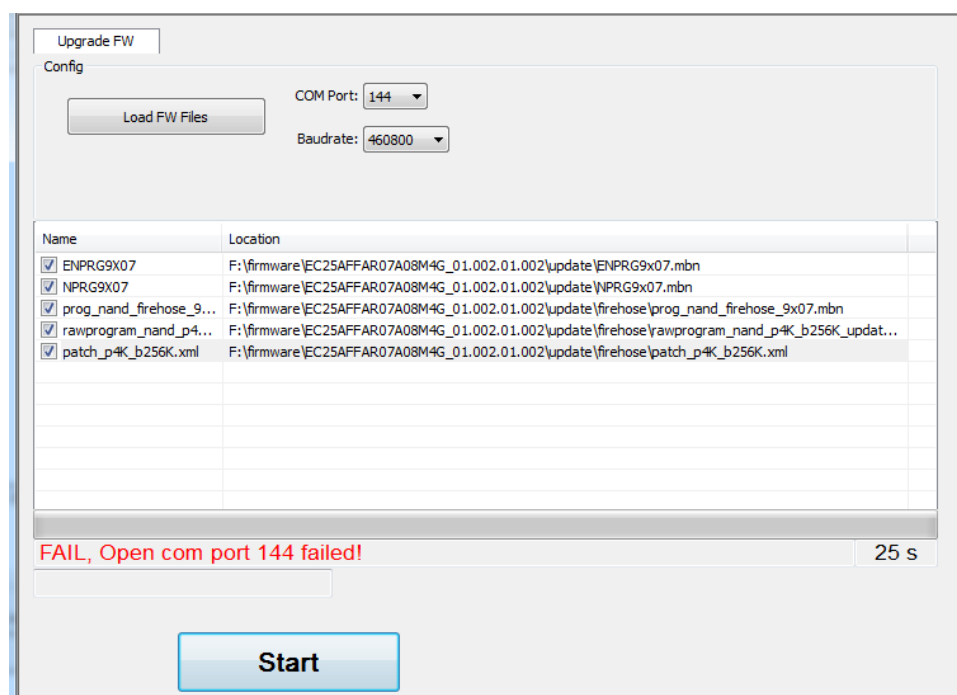 Upgrade FW
Config
Load FW Files
COM Port: 144
Baudrate: 460800
Name Location
ENPRG9X07 F:\firmware\EC25AFFAR07A08M4G_01.002.01.002\update\ENPRG9x07.mbn
NPRG9X07 F:\firmware\EC25AFFAR07A08M4G_01.002.01.002\update\NPRG9x07.mbn
prog_nand_firehose_9... F:\firmware\EC25AFFAR07A08M4G_01.002.01.002\update\firehose\prog_nand_firehose_9x07.mbn
rawprogram_nand_p4... F:\firmware\EC25AFFAR07A08M4G_01.002.01.002\update\firehose\rawprogram_nand_p4K_b256K_updat...
patch_p4K_b256K.xml F:\firmware\EC25AFFAR07A08M4G_01.002.01.002\update\firehose\patch_p4K_b256K.xml
FAIL, Open com port 144 failed! 25 s
Start